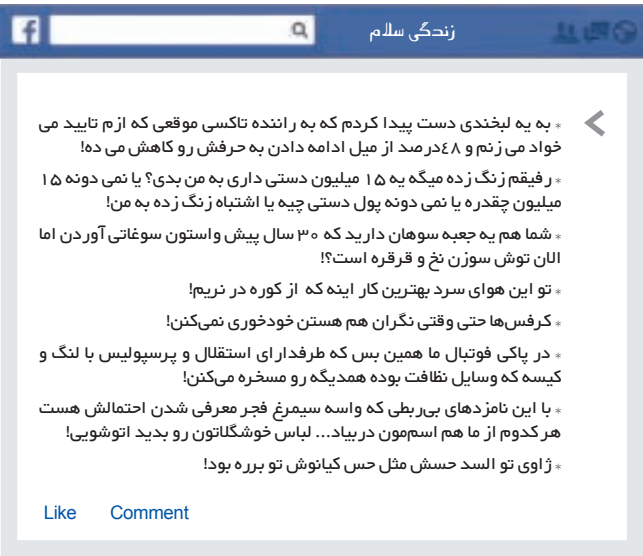 زندگی سلام
* به یه لبخندی دست پیدا کردم که به راننده تاکسی موقعی که ازم تایید می
خواد می زنم و ۴۸درصد از میل ادامه دادن به حرفش رو کاهش می ده!
* رفیقم زنگ زده میگه یه ۱۵ میلیون دستی داری به من بدی؟ یا نمی دونه ۱۵
میلیون چقدره یا نمی دونه پول دستی چیه یا اشتباه زنگ زده به من!
* شما هم یه جعبه سوهان دارید که ۳۰ سال پیش واستون سوغاتی آوردن اما
الان توش سوزن نخ و قرقره است؟!
* تو این هوای سرد بهترین کار اینه که از کوره در نریم!
* کرفس‌ها حتی وقتی نگران هم هستن خودخوری نمی‌کنن!
* در پاکی فوتبال ما همین بس که طرفدارای استقلال و پرسپولیس با لنگ و
کیسه که وسایل نظافت بوده همدیگه رو مسخره می‌کنن!
* با این نامزدهای بی‌ربطی که واسه سیمرغ فجر معرفی شدن احتمالش هست
هر کدوم از ما هم اسم‌مون دربیاد... لباس خوشگلاتون رو بدید اتوشویی!
* ژاوی تو السد حسش مثل حس کیانوش تو برره بود!
Like Comment